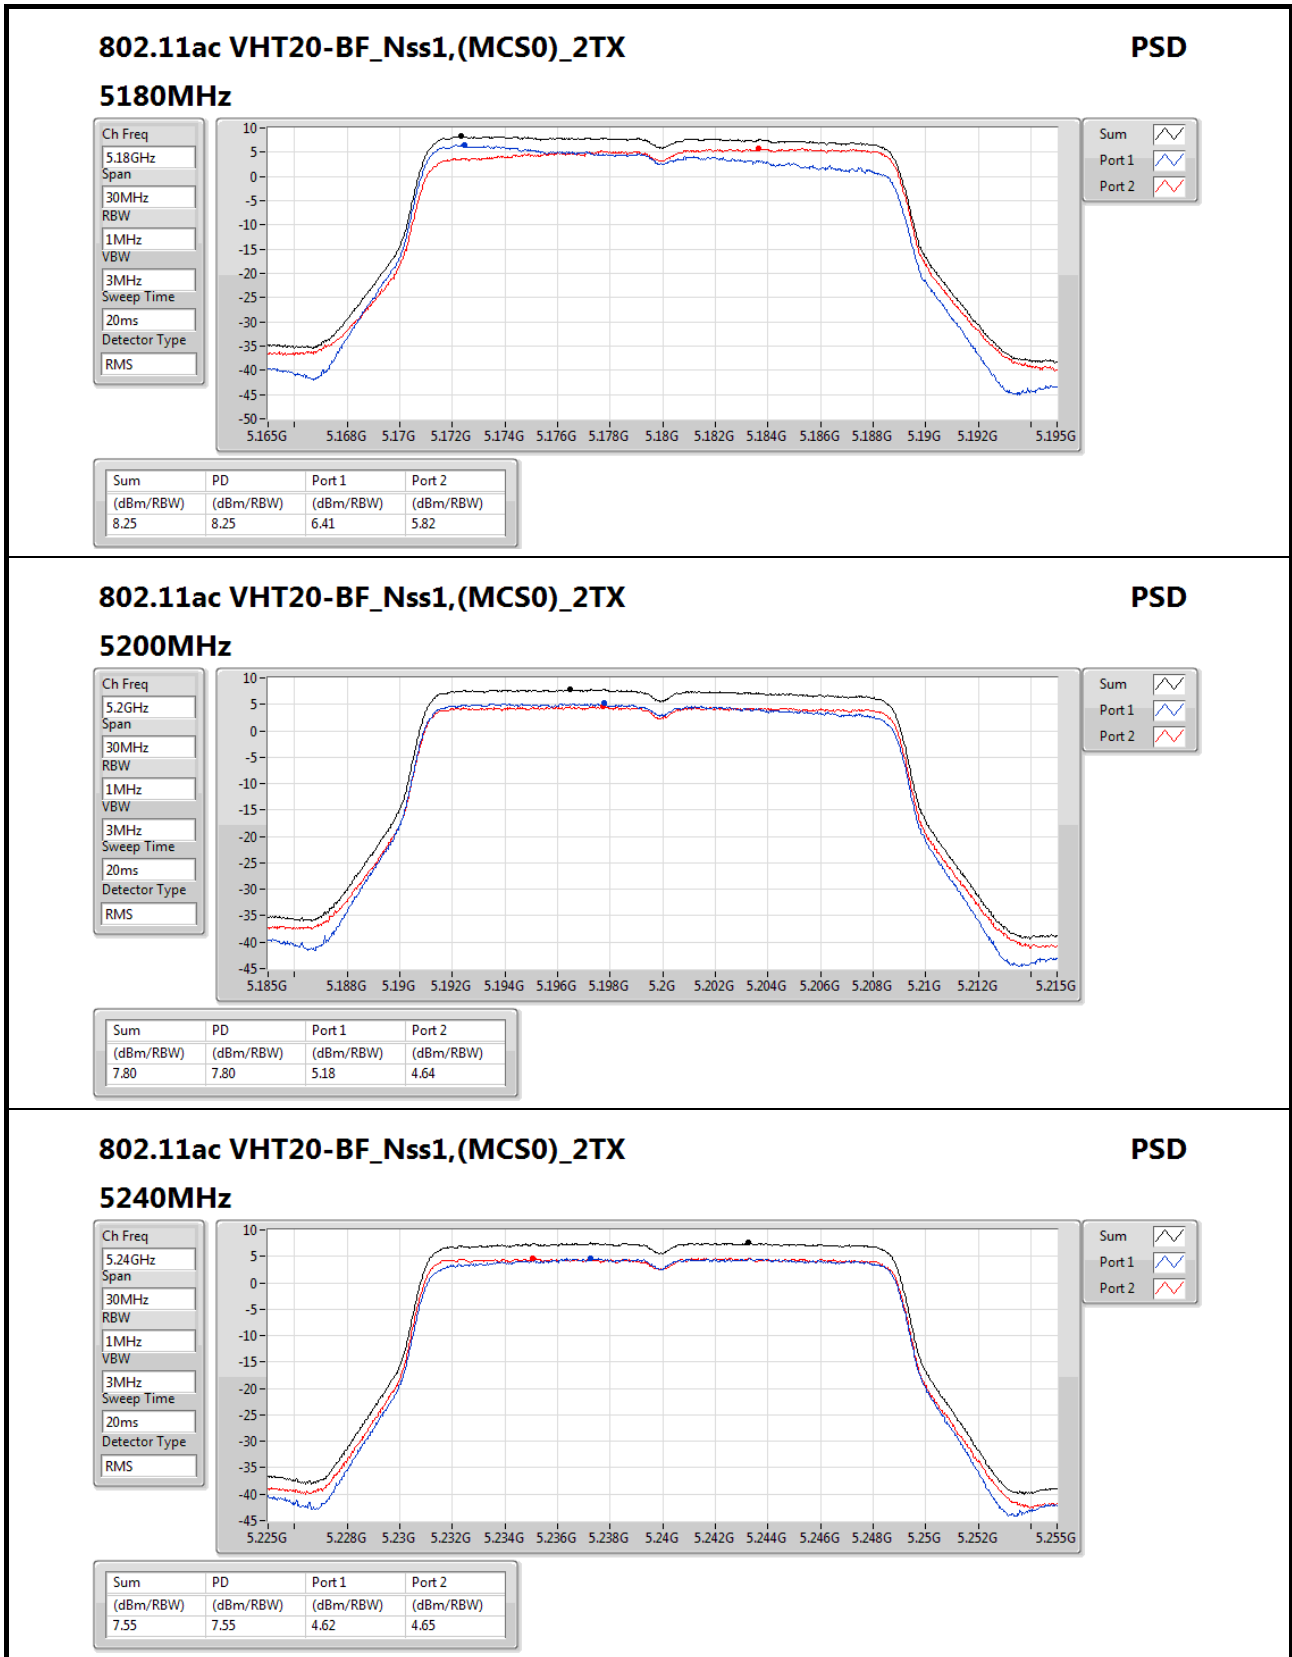 802.11ac VHT20-BF_Nss1,(MCS0)_2TX PSD
5180MHz
Ch Freq
5.18GHz
Span
30MHz
RBW
1MHz
VBW
3MHz
Sweep Time
20ms
Detector Type
RMS
10
5
0
-5
-10
-15
-20
-25
-30
-35
-40
-45
-50
5.165G 5.168G 5.17G 5.172G 5.174G 5.176G 5.178G 5.18G 5.182G 5.184G 5.186G 5.188G 5.19G 5.192G 5.195G
Sum
Port 1
Port 2
Sum PD Port 1 Port 2
(dBm/RBW) (dBm/RBW) (dBm/RBW) (dBm/RBW)
8.25 8.25 6.41 5.82
802.11ac VHT20-BF_Nss1,(MCS0)_2TX PSD
5200MHz
Ch Freq
5.2GHz
Span
30MHz
RBW
1MHz
VBW
3MHz
Sweep Time
20ms
Detector Type
RMS
10
5
0
-5
-10
-15
-20
-25
-30
-35
-40
-45
5.185G 5.188G 5.19G 5.192G 5.194G 5.196G 5.198G 5.2G 5.202G 5.204G 5.206G 5.208G 5.21G 5.212G 5.215G
Sum
Port 1
Port 2
Sum PD Port 1 Port 2
(dBm/RBW) (dBm/RBW) (dBm/RBW) (dBm/RBW)
7.80 7.80 5.18 4.64
802.11ac VHT20-BF_Nss1,(MCS0)_2TX PSD
5240MHz
Ch Freq
5.24GHz
Span
30MHz
RBW
1MHz
VBW
3MHz
Sweep Time
20ms
Detector Type
RMS
10
5
0
-5
-10
-15
-20
-25
-30
-35
-40
-45
5.225G 5.228G 5.23G 5.232G 5.234G 5.236G 5.238G 5.24G 5.242G 5.244G 5.246G 5.248G 5.25G 5.252G 5.255G
Sum
Port 1
Port 2
Sum PD Port 1 Port 2
(dBm/RBW) (dBm/RBW) (dBm/RBW) (dBm/RBW)
7.55 7.55 4.62 4.65